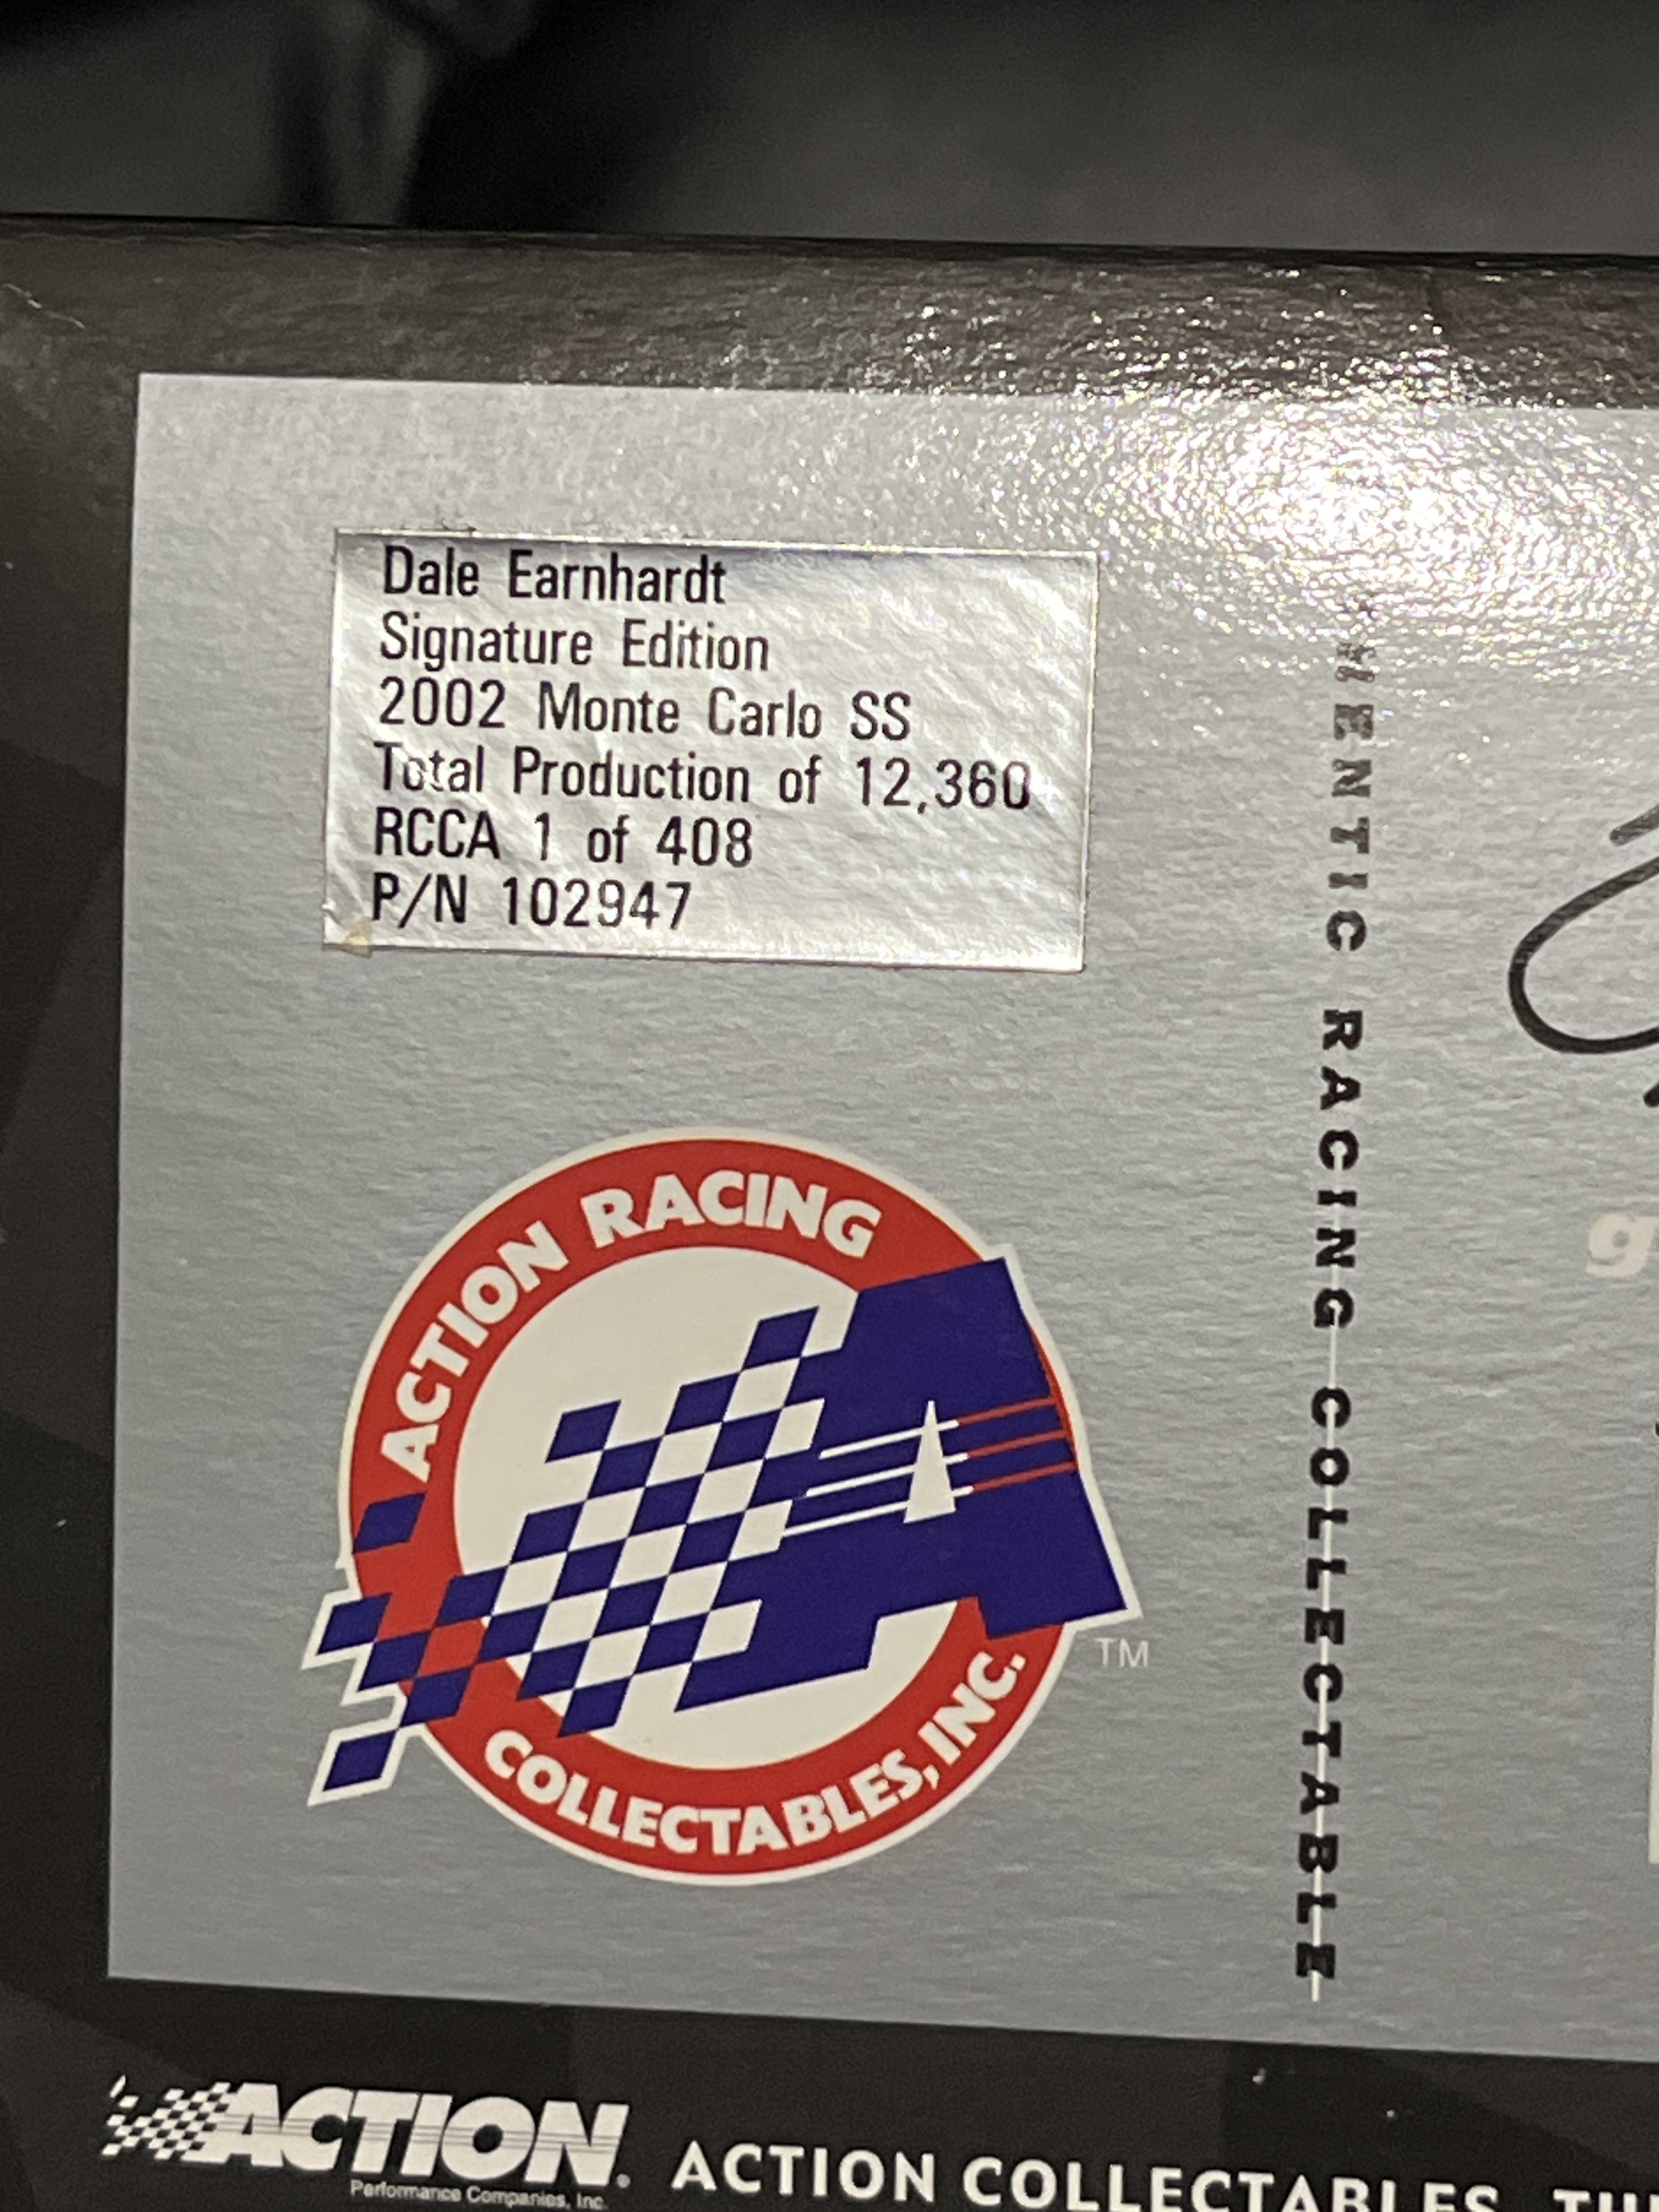 Dale Earnhardt
Signature Edition
2002 Monte Carlo SS
Total Production of 12,360
RCCA 1 of 408
P/N 102947
ACTION RACING
COLLECTABLES, INC.
TM
RACING COLLECTABLE
g
ACTION.
Performance Companies, Inc.
ACTION COLLECTABLES